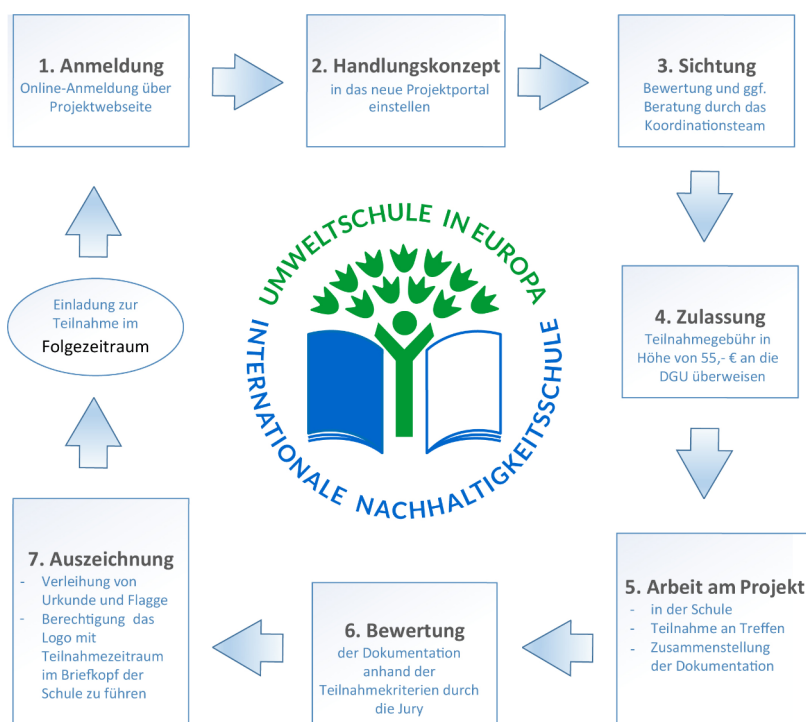 1. Anmeldung
Online-Anmeldung über
Projektwebseite
2. Handlungskonzept
in das neue Projektportal
einstellen
3. Sichtung
Bewertung und ggf.
Beratung durch das
Koordinationsteam
4. Zulassung
Teilnahmegebühr in
Höhe von 55,- € an die
DGU überweisen
5. Arbeit am Projekt
- in der Schule
- Teilnahme an Treffen
- Zusammenstellung
der Dokumentation
6. Bewertung
der Dokumentation
anhand der
Teilnahmekriterien durch
die Jury
7. Auszeichnung
- Verleihung von
Urkunde und Flagge
- Berechtigung das
Logo mit
Teilnahmezeitraum
im Briefkopf der
Schule zu führen
Einladung zur
Teilnahme im
Folgezeitraum
UMWELTSCHULE IN EUROPA
INTERNATIONALE NACHHALTIGKEITSSCHULE